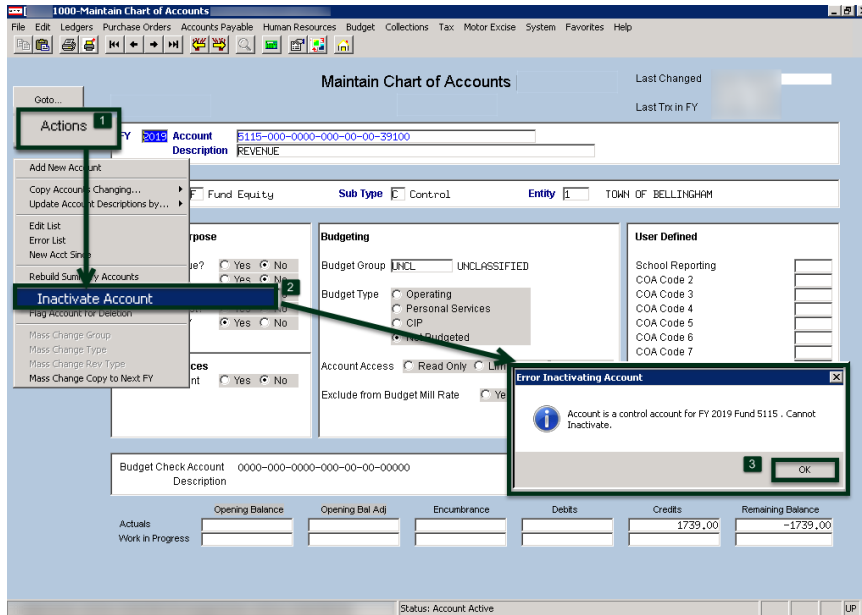 1000-Maintain Chart of Accounts
File Edit Ledgers Purchase Orders Accounts Payable Human Resources Budget Collections Tax Motor Excise System Favorites Help
Maintain Chart of Accounts
Last Changed
Last Trx in FY
Goto...
Actions 1
FY 2019 Account 5115-000-0000-000-00-00-39100
Description REVENUE
Add New Account
Copy Accounts Changing...
Update Account Descriptions by...
Edit List
Error List
New Acct Since
Rebuild Summary Accounts
Inactivate Account 2
Flag Account for Deletion
Mass Change Group
Mass Change Type
Mass Change Rev Type
Mass Change Copy to Next FY
F Fund Equity Sub Type C Control Entity 1 TOWN OF BELLINGHAM
Budgeting
Budget Group UNCL UNCLASSIFIED
Budget Type Operating
Personal Services
CIP
Not Budgeted
Account Access Read Only
Exclude from Budget Mill Rate
Yes No
Yes No
Yes No
Yes No
User Defined
School Reporting
COA Code 2
COA Code 3
COA Code 4
COA Code 5
COA Code 6
COA Code 7
Error Inactivating Account
Account is a control account for FY 2019 Fund 5115 . Cannot
Inactivate.
3 OK
Budget Check Account 0000-000-0000-000-00-00-00000
Description
Opening Balance Opening Bal Adj Encumbrance Debits Credits Remaining Balance
Actuals 1739.00 -1739.00
Work in Progress
Status: Account Active
UP